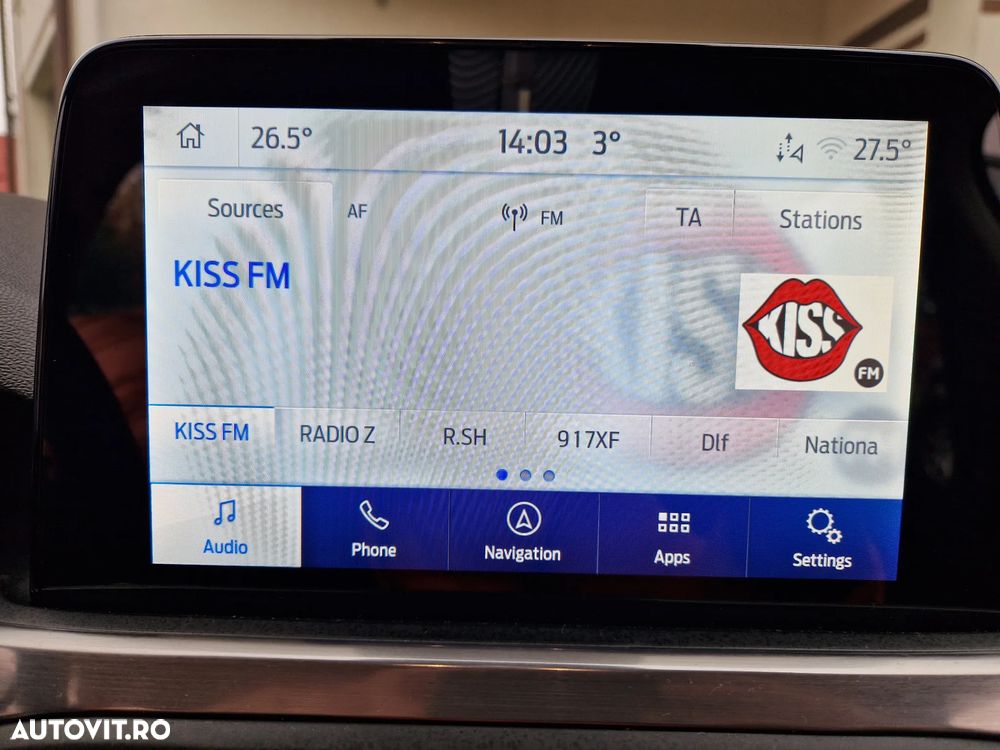 26.5° 14:03 3° 27.5°
Sources AF FM TA Stations
KISS FM
KISS
FM
KISS FM RADIO Z R.SH 917XF Dlf Nationa
Audio Phone Navigation Apps Settings
AUTOVIT.RO